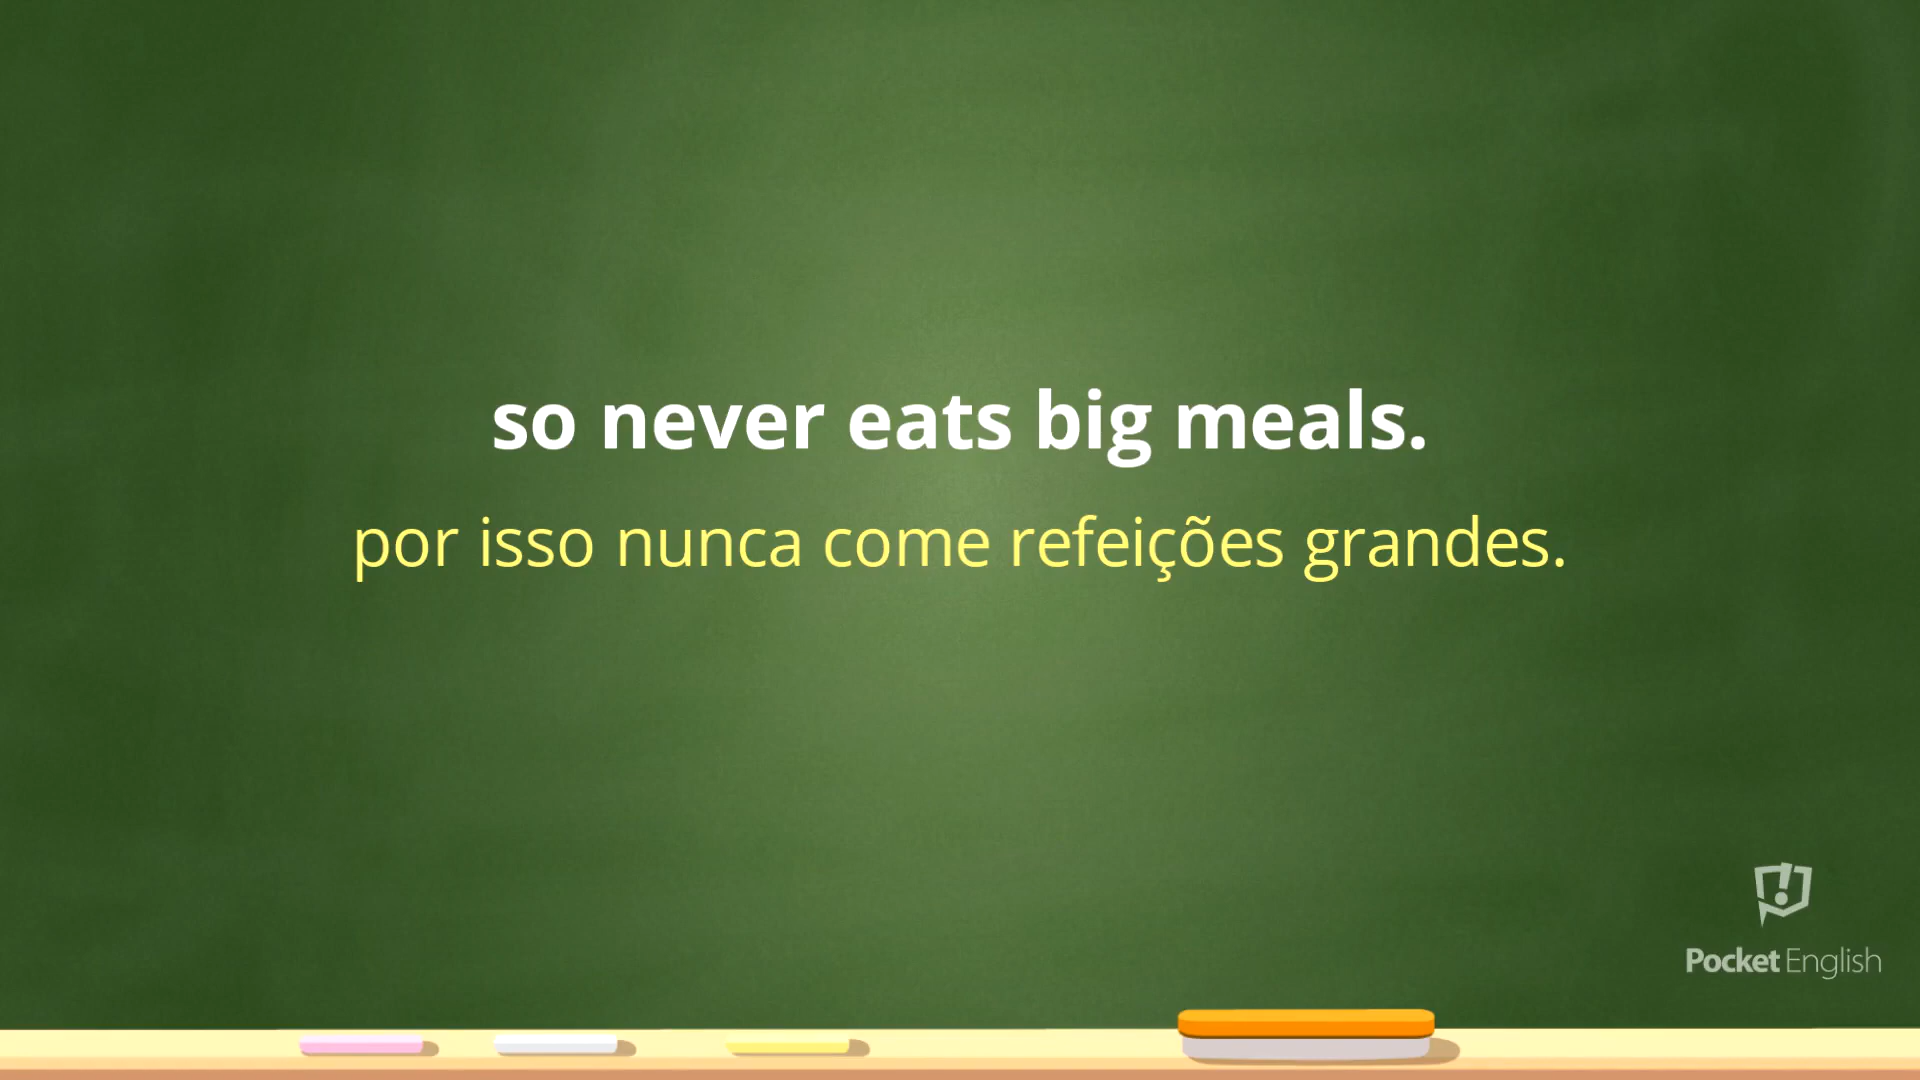 so never eats big meals.
por isso nunca come refeições grandes.
Pocket English